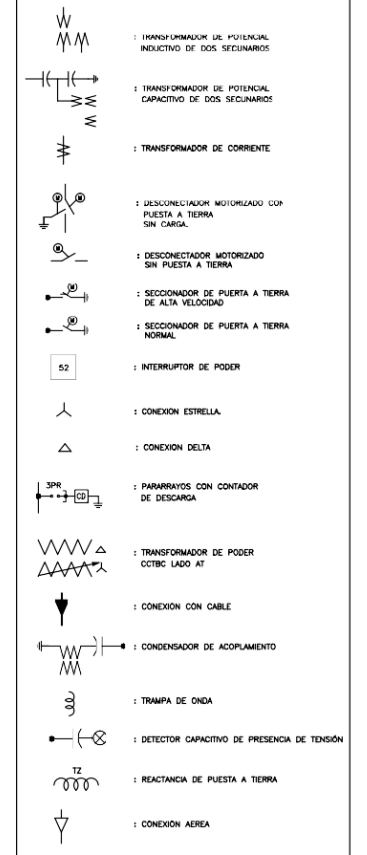 : TRANSFORMADOR DE POTENCIAL
INDUCTIVO DE DOS SECUNARIOS
: TRANSFORMADOR DE POTENCIAL
CAPACITIVO DE DOS SECUNARIOS
: TRANSFORMADOR DE CORRIENTE
M M
: DESCONECTADOR MOTORIZADO CON
PUESTA A TIERRA
SIN CARGA.
M
: DESCONECTADOR MOTORIZADO
SIN PUESTA A TIERRA
M
: SECCIONADOR DE PUERTA A TIERRA
DE ALTA VELOCIDAD
M
: SECCIONADOR DE PUERTA A TIERRA
NORMAL
52 : INTERRUPTOR DE PODER
: CONEXION ESTRELLA.
: CONEXION DELTA
3PR
CD
: PARARRAYOS CON CONTADOR
DE DESCARGA
: TRANSFORMADOR DE PODER
CCTBC LADO AT
: CONEXIÓN CON CABLE
: CONDENSADOR DE ACOPLAMIENTO
: TRAMPA DE ONDA
: DETECTOR CAPACITIVO DE PRESENCIA DE TENSIÓN
TZ
: REACTANCIA DE PUESTA A TIERRA
: CONEXIÓN AEREA